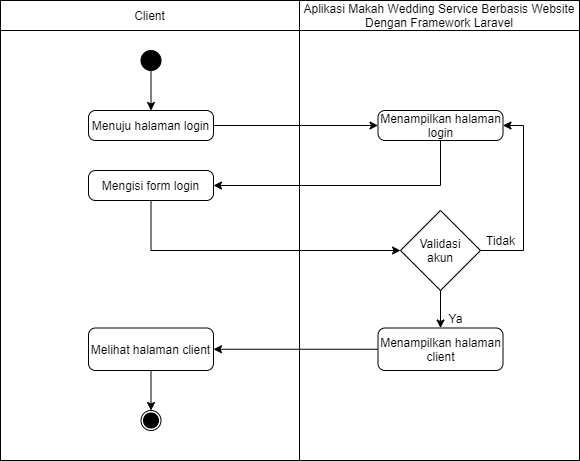 Client
Aplikasi Makah Wedding Service Berbasis Website
Dengan Framework Laravel
Menuju halaman login
Menampilkan halaman
login
Mengisi form login
Validasi
akun
Tidak
Ya
Melihat halaman client
Menampilkan halaman
client